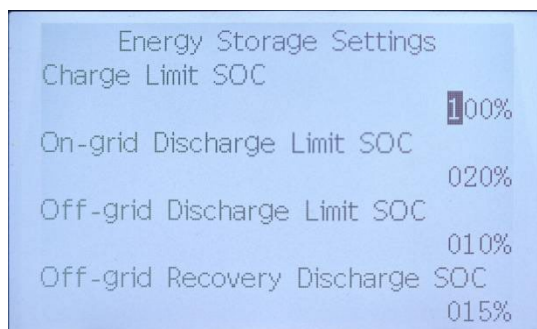 Energy Storage Settings
Charge Limit SOC
100%
On-grid Discharge Limit SOC
020%
Off-grid Discharge Limit SOC
010%
Off-grid Recovery Discharge SOC
015%